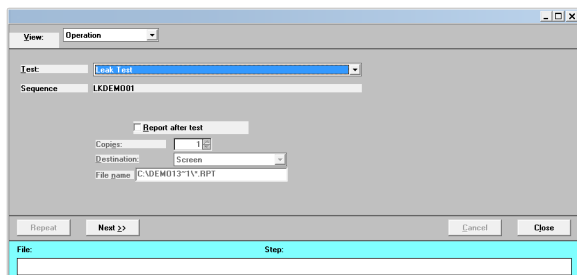 View: Operation
Test: Leak Test
Sequence LKDEMO01
Report after test
Copies: 1
Destination: Screen
File name C:\DEMO13~1\*.RPT
Repeat Next >> Cancel Close
File: Step: